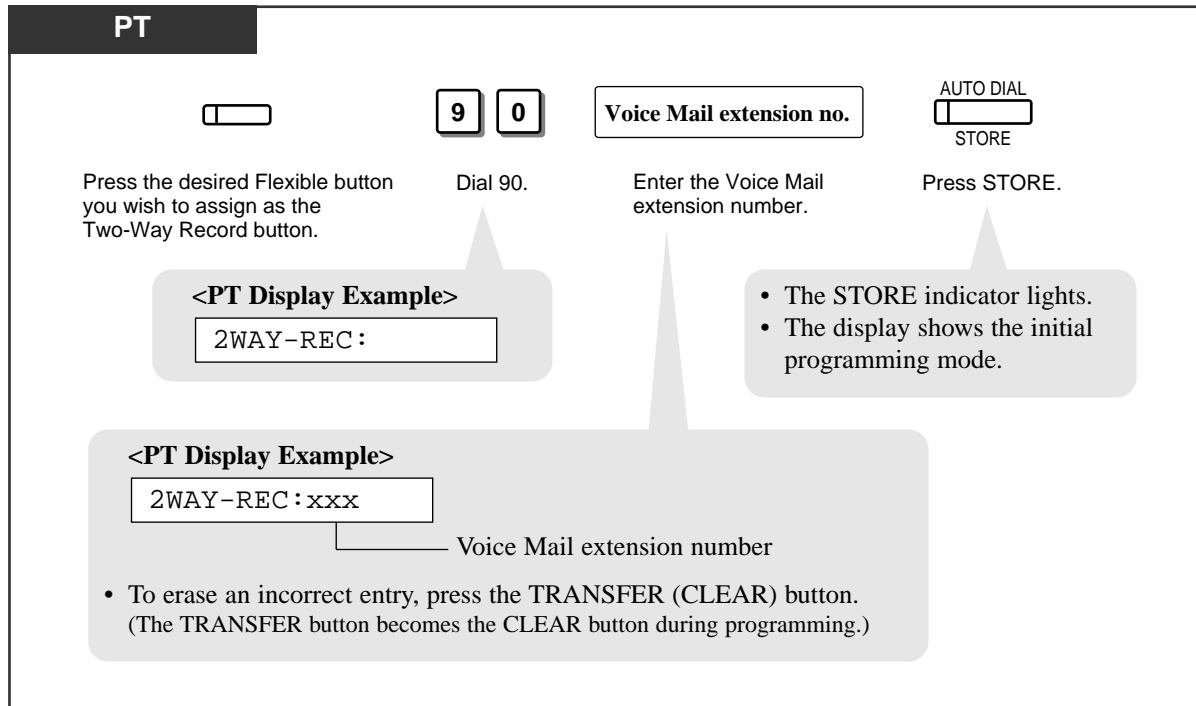 PT
9 0
Voice Mail extension no.
AUTO DIAL
STORE
Press the desired Flexible button
you wish to assign as the
Two-Way Record button.
Dial 90.
Enter the Voice Mail
extension number.
Press STORE.
<PT Display Example>
2WAY-REC:
• The STORE indicator lights.
• The display shows the initial
programming mode.
<PT Display Example>
2WAY-REC:xxx
Voice Mail extension number
• To erase an incorrect entry, press the TRANSFER (CLEAR) button.
(The TRANSFER button becomes the CLEAR button during programming.)